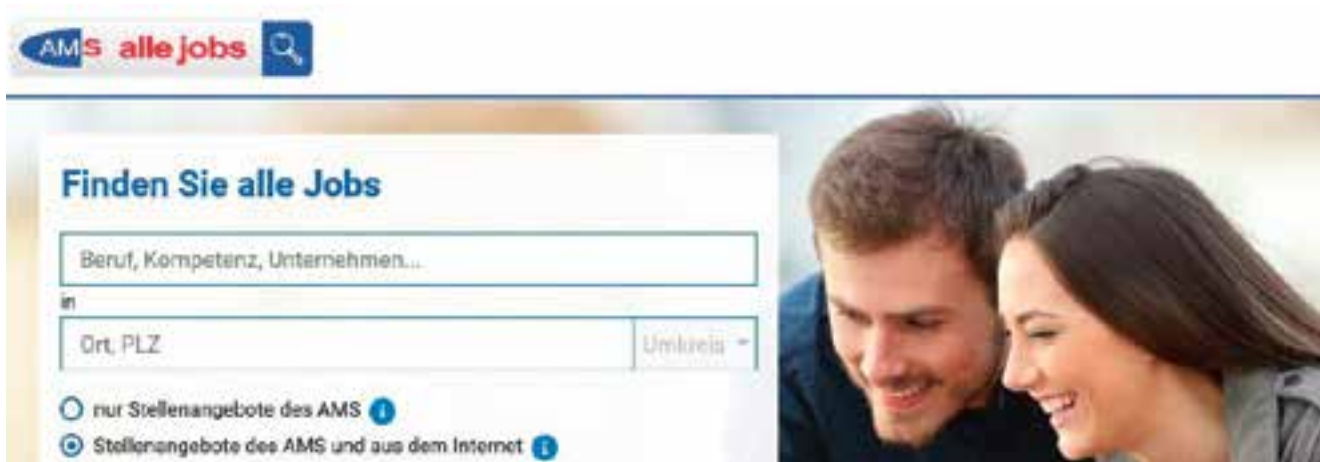 AMS alle jobs
Finden Sie alle Jobs
Beruf, Kompetenz, Unternehmen...
in
Ort, PLZ Umkreis
nur Stellenangebote des AMS i
Stellenangebote des AMS und aus dem Internet i